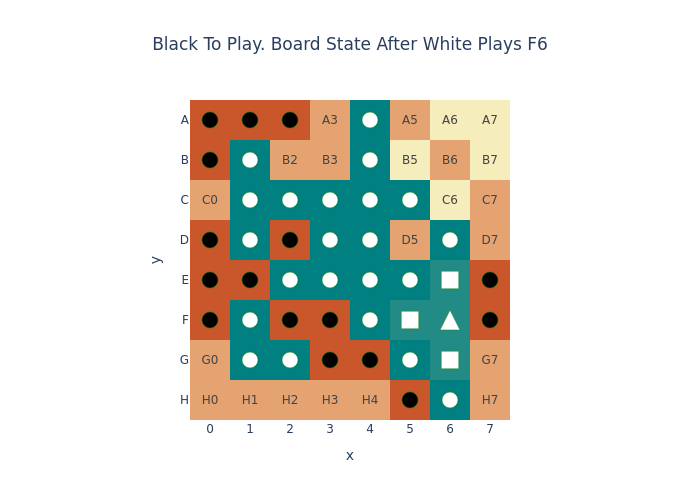 Black To Play. Board State After White Plays F6
A A3 A5 A6 A7
B B2 B3 B5 B6 B7
C C0 C6 C7
D D5 D7
E
F
G G0 G7
H H0 H1 H2 H3 H4 H7
0 1 2 3 4 5 6 7
x
y